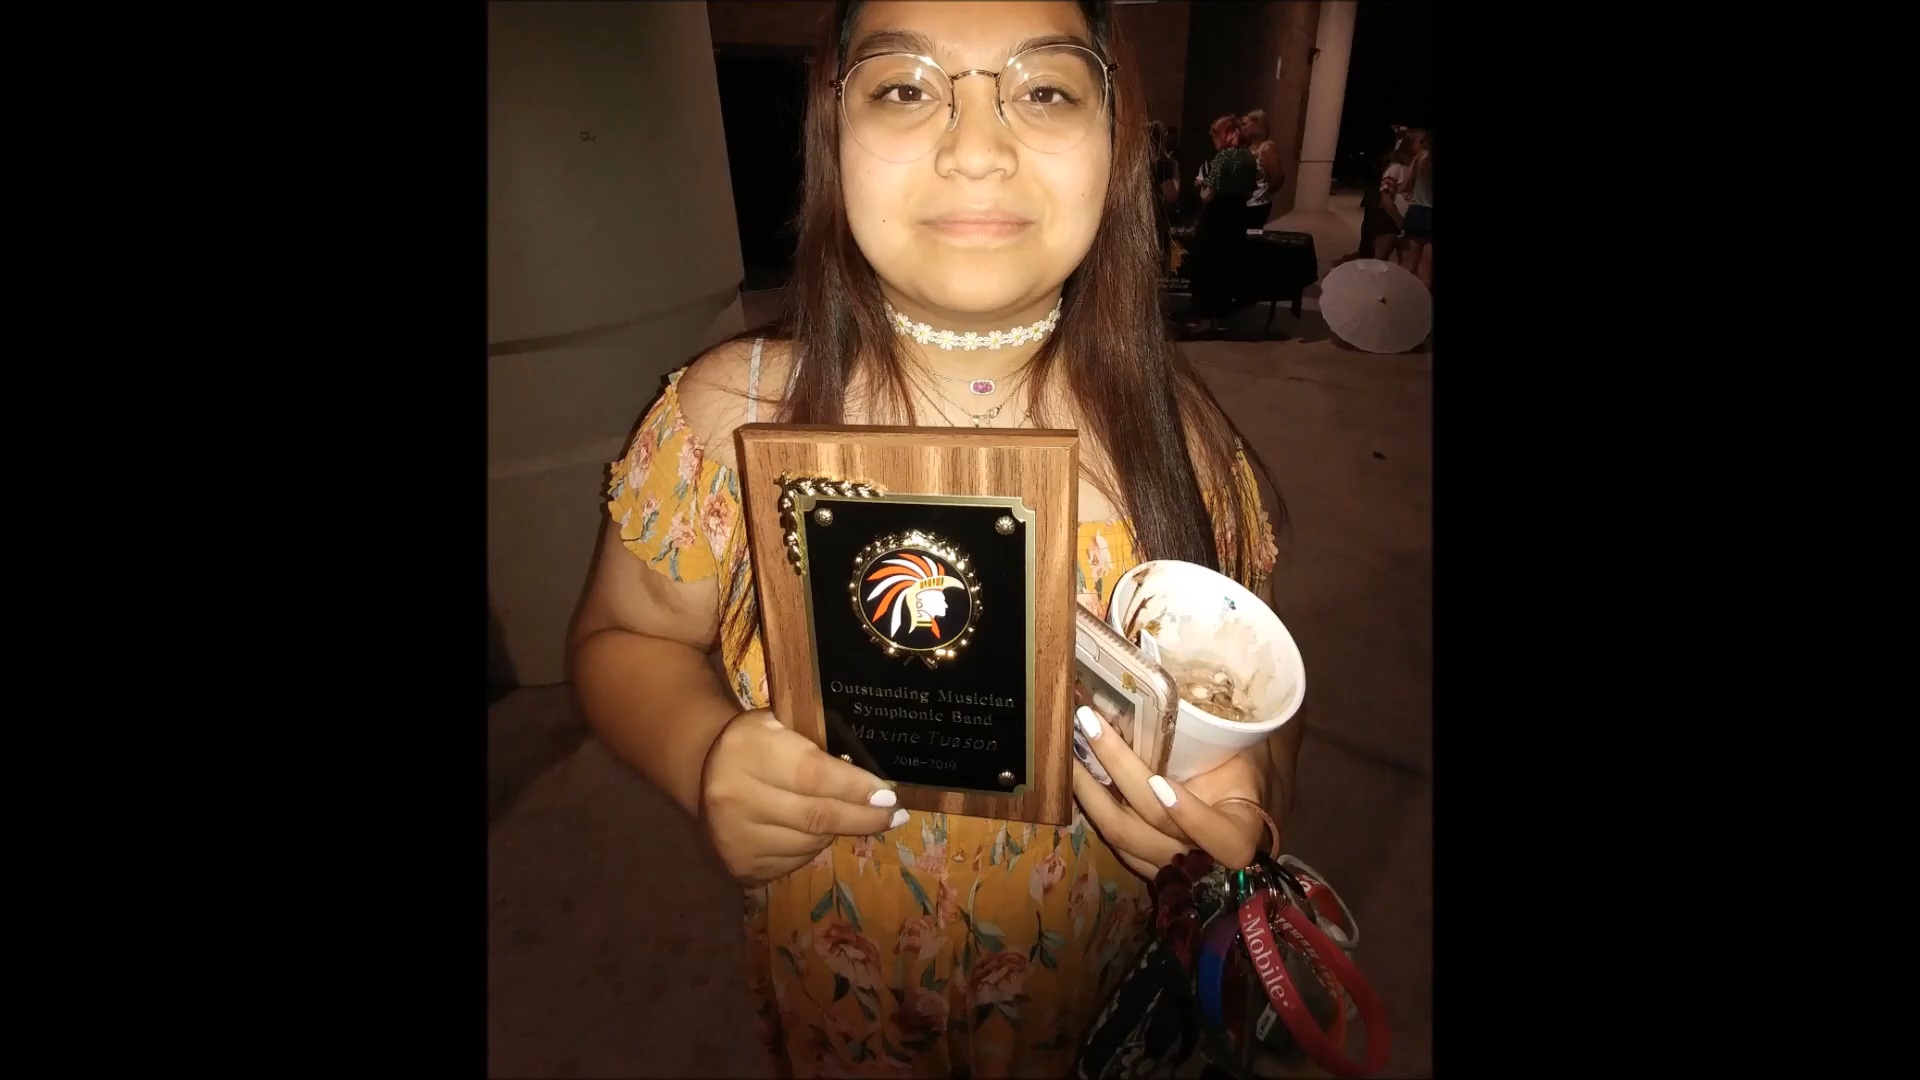 Outstanding Musician
Symphonic Band
Maxine Tuason
2018-2019
Mobile